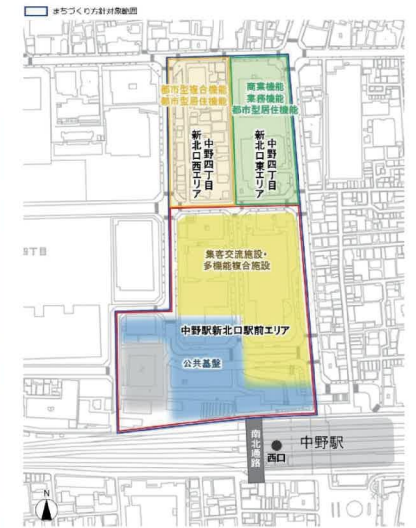 まちづくり方針対象範囲
都市型複合機能
都市型居住機能
商業機能
業務機能
都市型居住機能
中野四丁目
新北口西エリア
中野四丁目
新北口東エリア
四丁目
集客交流施設・
多機能複合施設
中野駅新北口駅前エリア
公共基盤
南北通路
中野駅
西口
N